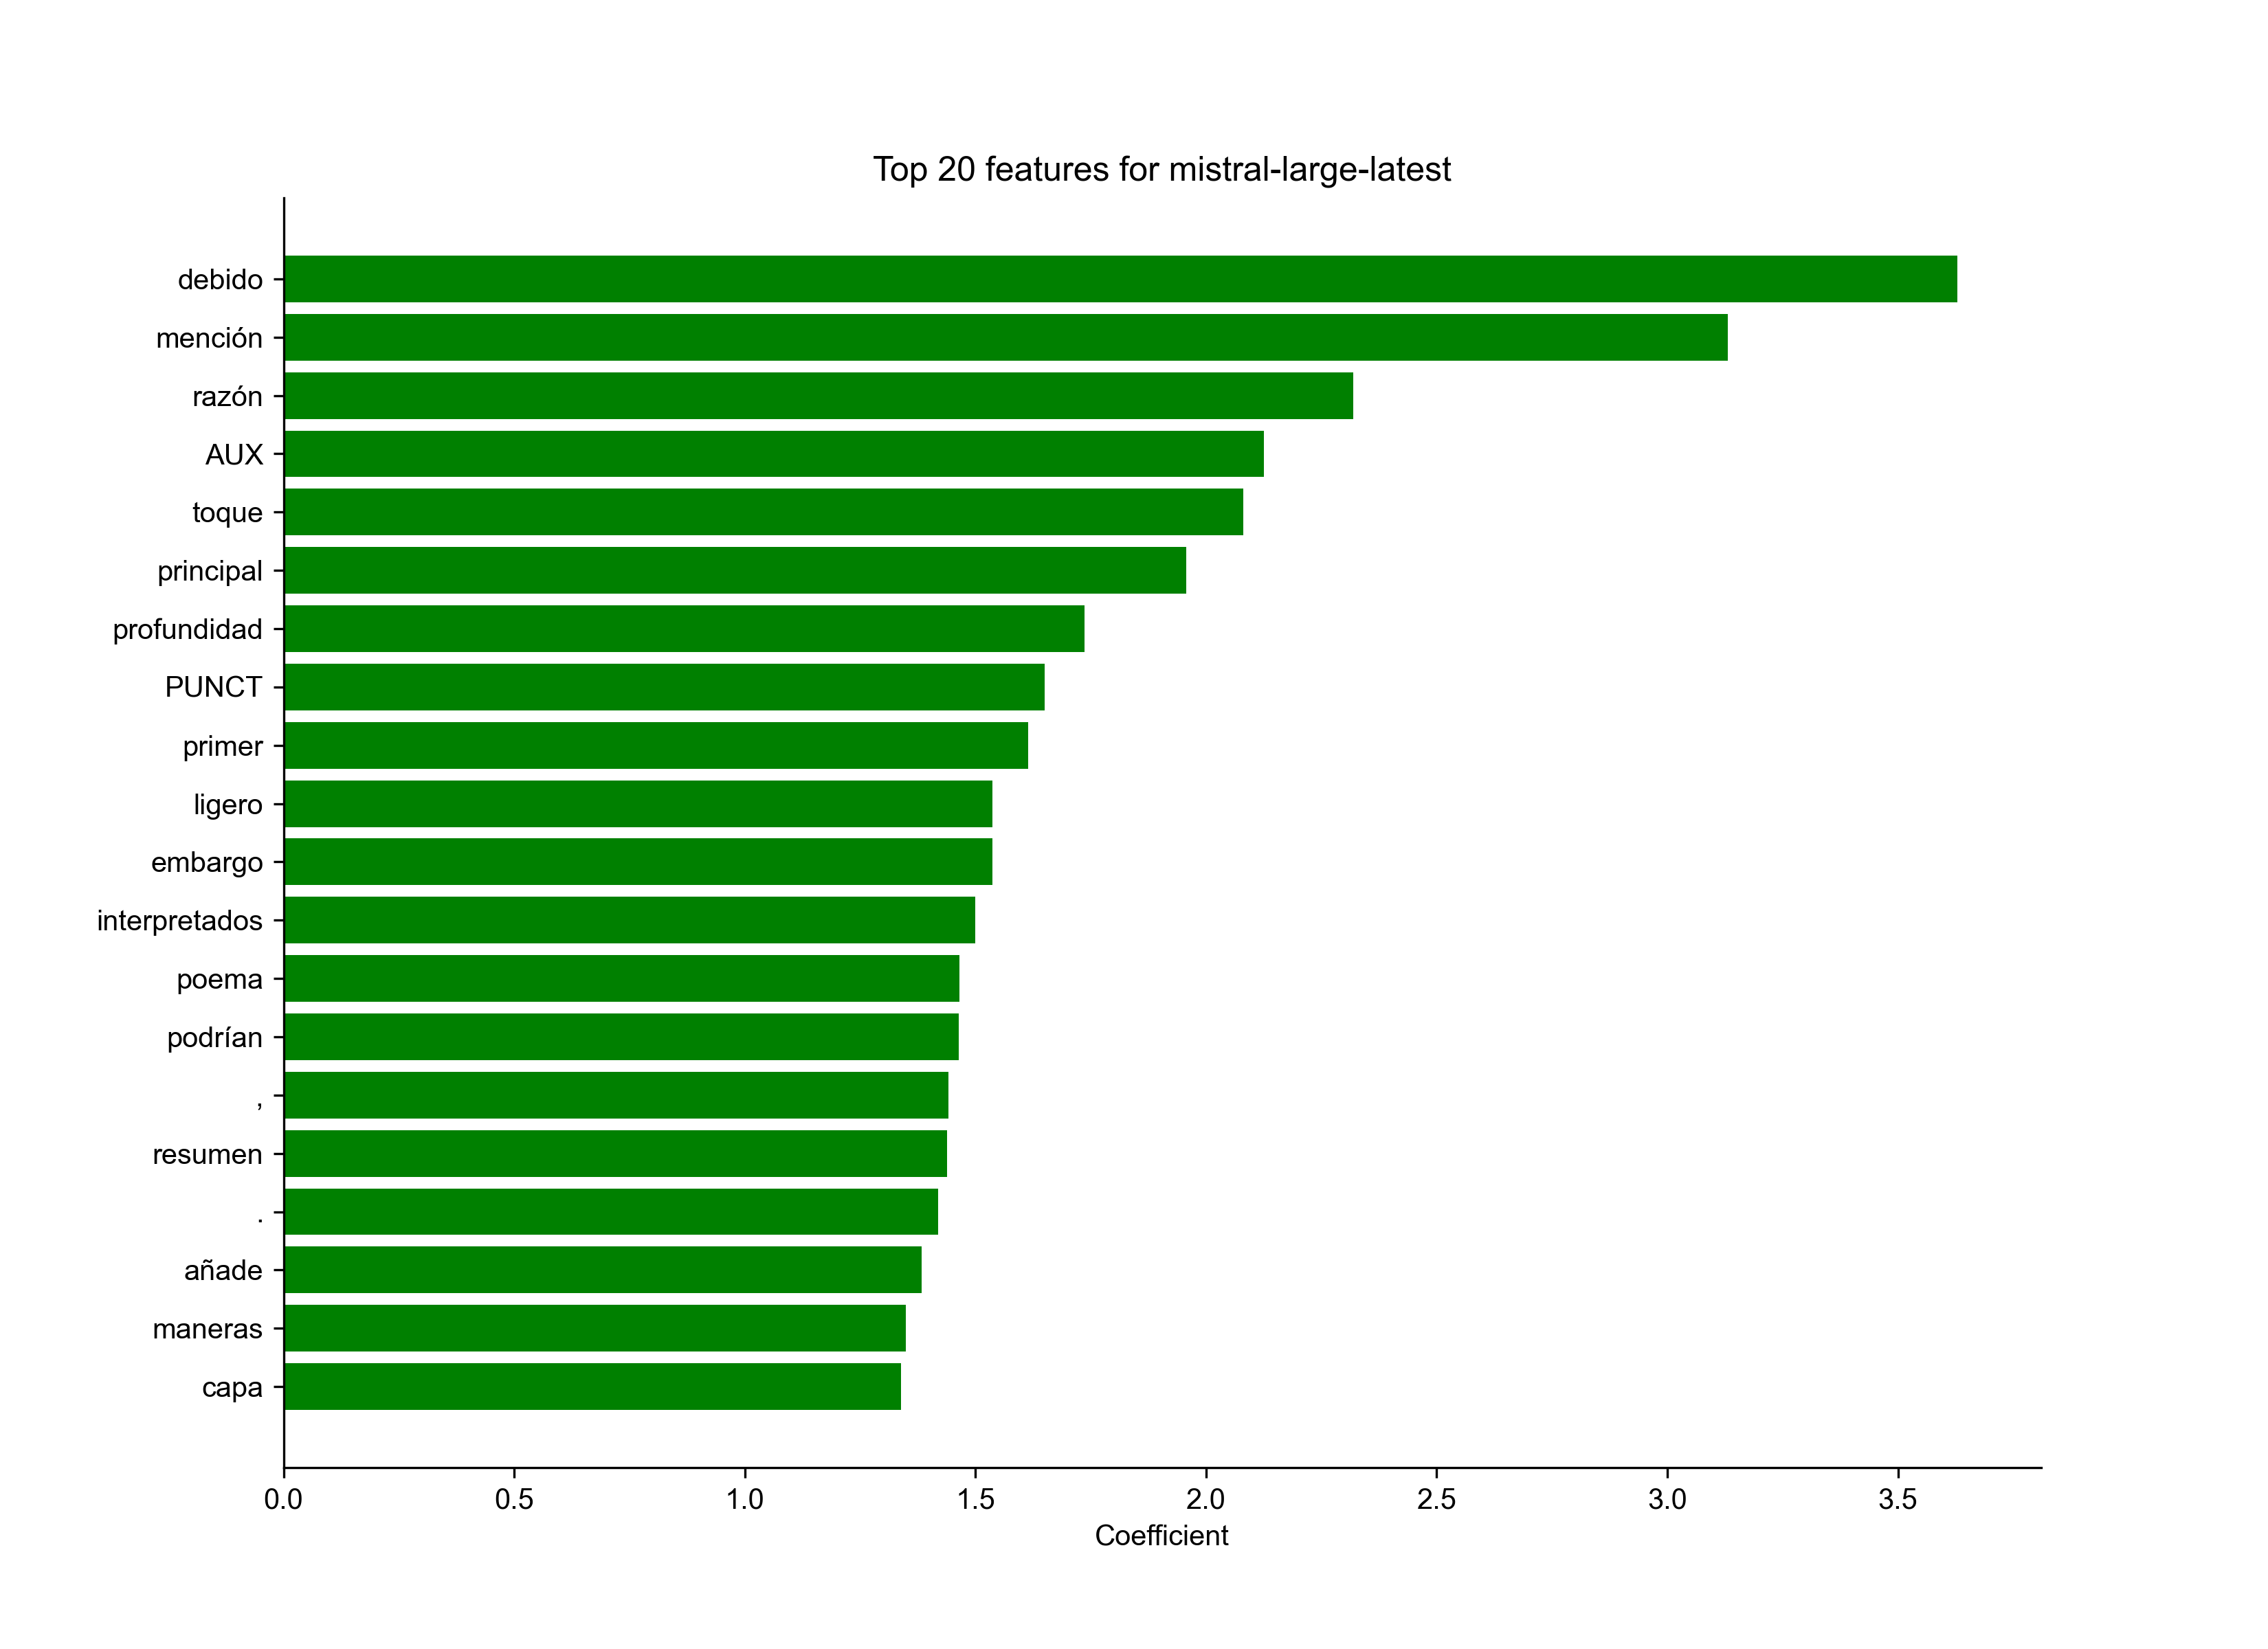 Top 20 features for mistral-large-latest
debido
mención
razón
AUX
toque
principal
profundidad
PUNCT
primer
ligero
embargo
interpretados
poema
podrían
,
resumen
.
añade
maneras
capa
0.0 0.5 1.0 1.5 2.0 2.5 3.0 3.5
Coefficient